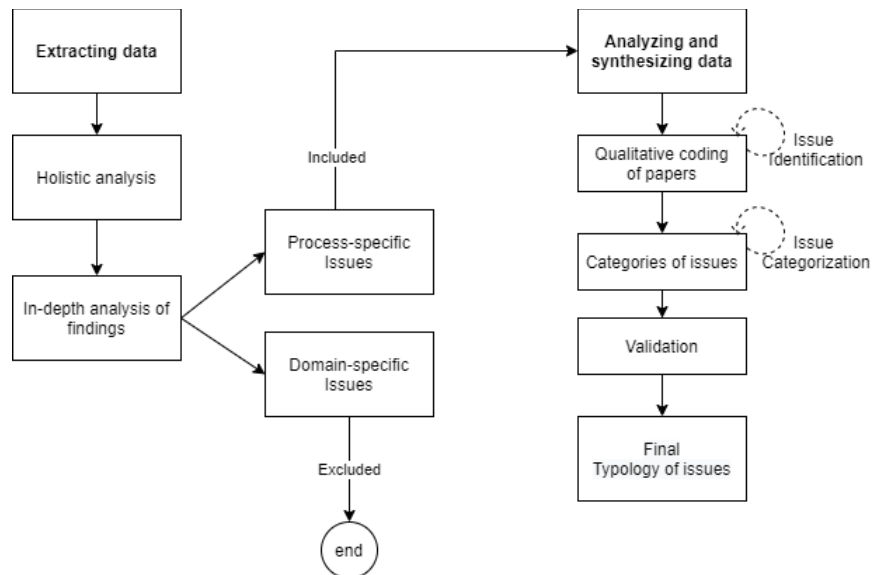 Extracting data
Holistic analysis
In-depth analysis of
findings
Process-specific
Issues
Included
Domain-specific
Issues
Excluded
end
Analyzing and
synthesizing data
Qualitative coding
of papers
Issue
Identification
Categories of issues
Issue
Categorization
Validation
Final
Typology of issues